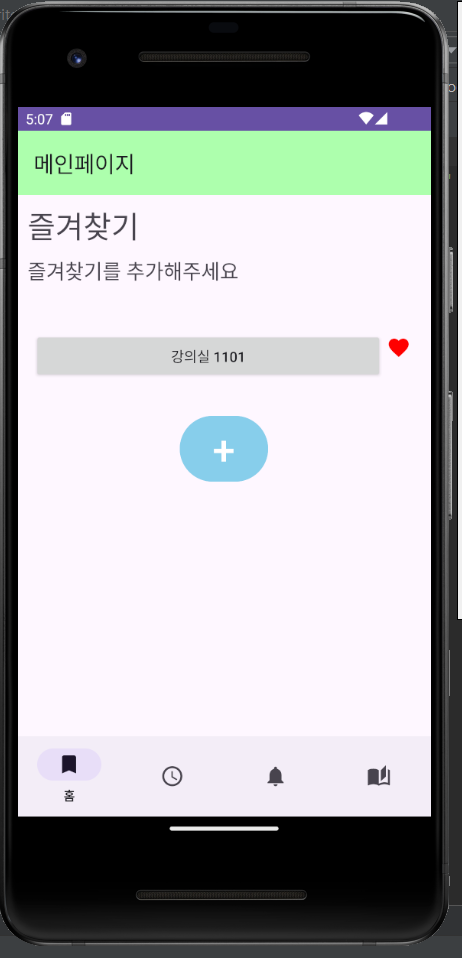 5:07
메인페이지
즐겨찾기
즐겨찾기를 추가해주세요
강의실 1101
+
홈